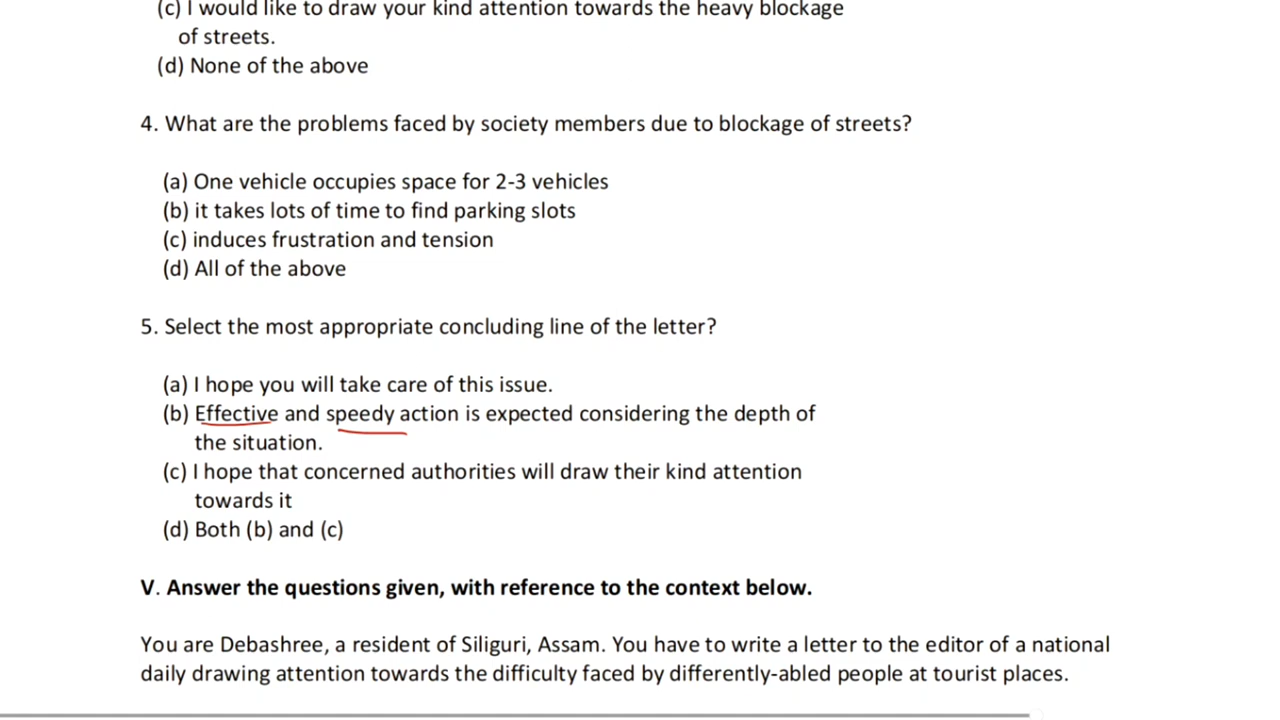 (c) I would like to draw your kind attention towards the heavy blockage
of streets.
(d) None of the above
4. What are the problems faced by society members due to blockage of streets?
(a) One vehicle occupies space for 2-3 vehicles
(b) it takes lots of time to find parking slots
(c) induces frustration and tension
(d) All of the above
5. Select the most appropriate concluding line of the letter?
(a) I hope you will take care of this issue.
(b) Effective and speedy action is expected considering the depth of
the situation.
(c) I hope that concerned authorities will draw their kind attention
towards it
(d) Both (b) and (c)
V. Answer the questions given, with reference to the context below.
You are Debashree, a resident of Siliguri, Assam. You have to write a letter to the editor of a national
daily drawing attention towards the difficulty faced by differently-abled people at tourist places.